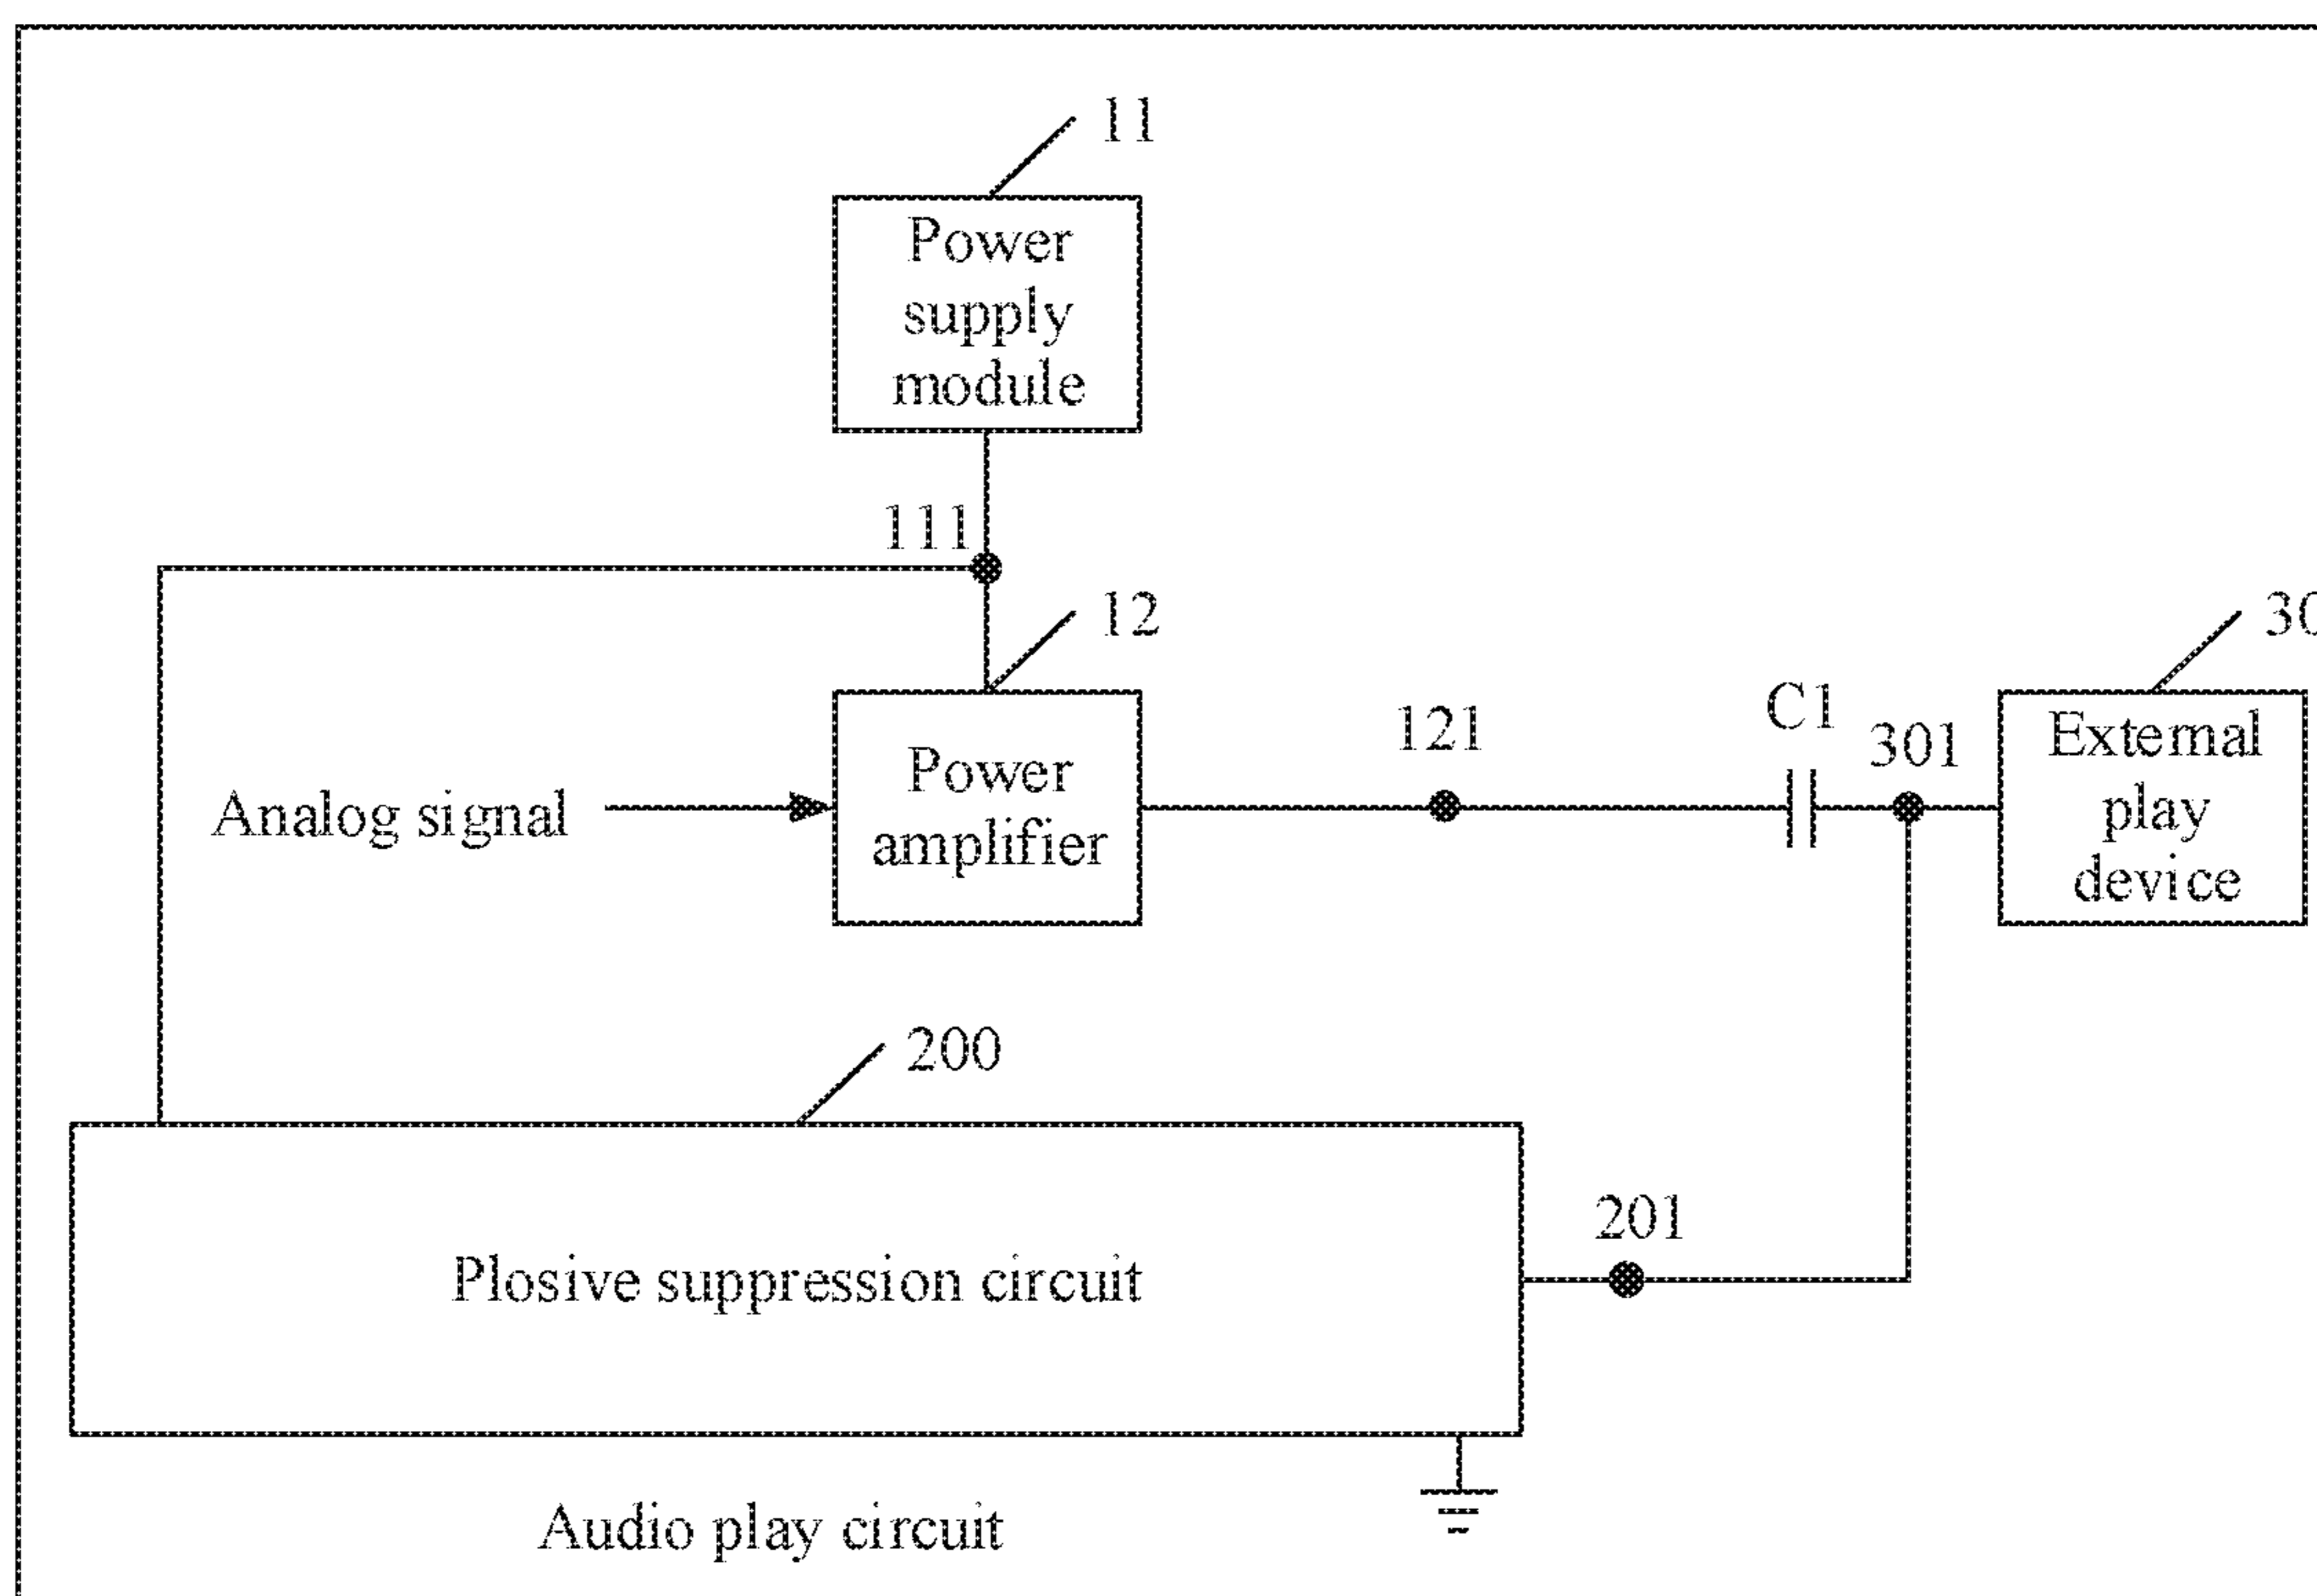 11
Power
supply
module
111
12
30
Analog signal
Power
amplifier
121
C1
301
External
play
device
200
Plosive suppression circuit
201
Audio play circuit